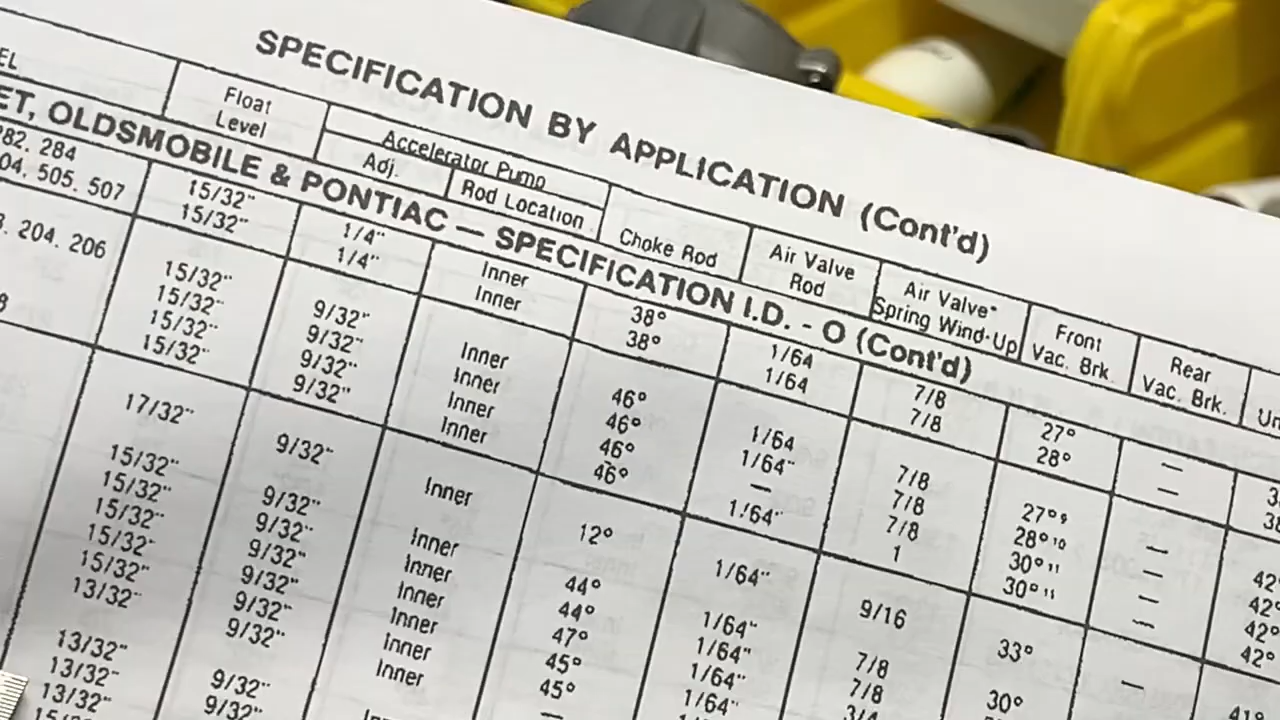 SPECIFICATION BY APPLICATION (Cont'd)
EL
Float Level
Accelerator Pump
Adj.
Rod Location
Choke Rod
Air Valve Rod
Air Valve* Spring Wind-Up
Front Vac. Brk.
Rear Vac. Brk.
Un
ET, OLDSMOBILE & PONTIAC — SPECIFICATION I.D. - O (Cont'd)
282. 284 15/32" 1/4" Inner 38° 1/64 7/8 27° —
04. 505. 507 15/32" 1/4" Inner 38° 1/64 7/8 28° —
3. 204. 206 15/32" 9/32" Inner 46° 1/64 7/8 27° 9 — 42°
15/32" 9/32" Inner 46° 1/64" 7/8 28° 10 — 42°
15/32" 9/32" Inner 46° — 7/8 30° 11 — 42°
8 15/32" 9/32" Inner 46° 1/64" 1 30° 11 — 42°
17/32" 9/32" Inner 12° 1/64" 9/16 33° —
15/32" 9/32" Inner 44° 1/64" 7/8 30°
15/32" 9/32" Inner 44° 1/64" 7/8
15/32" 9/32" Inner 47° 1/64" 3/4
15/32" 9/32" Inner 45° 1/64"
15/32" 9/32" Inner 45°
13/32" 9/32" Inner —
13/32" 9/32"
13/32" 9/32"
13/32"